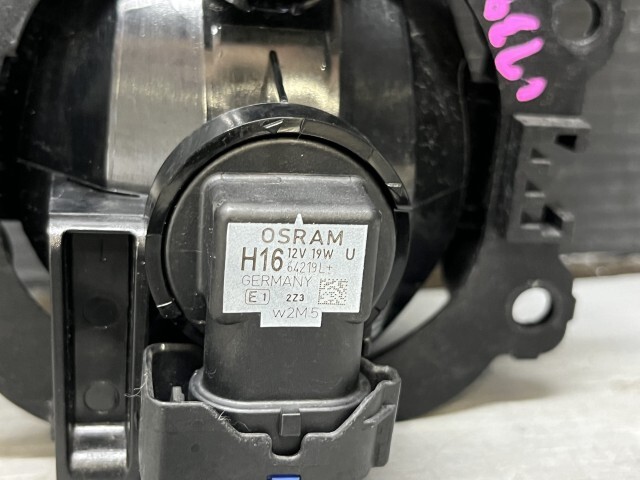 OSRAM
H16 12V 19W U
64219L+
GERMANY
E1 2Z3
W2M5